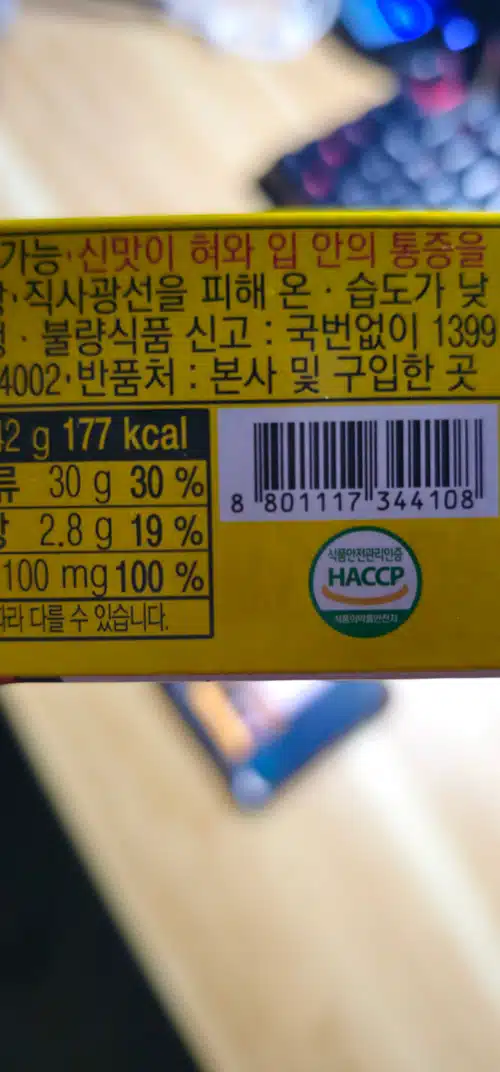 가능·신맛이 혀와 입 안의 통증을
·직사광선을 피해 온·습도가 낮
·불량식품 신고 : 국번없이 1399
4002·반품처 : 본사 및 구입한 곳
42 g 177 kcal
류 30 g 30 %
2.8 g 19 %
100 mg 100 %
따라 다를 수 있습니다.
8 801117 344108
식품안전관리인증
HACCP
식품의약품안전처